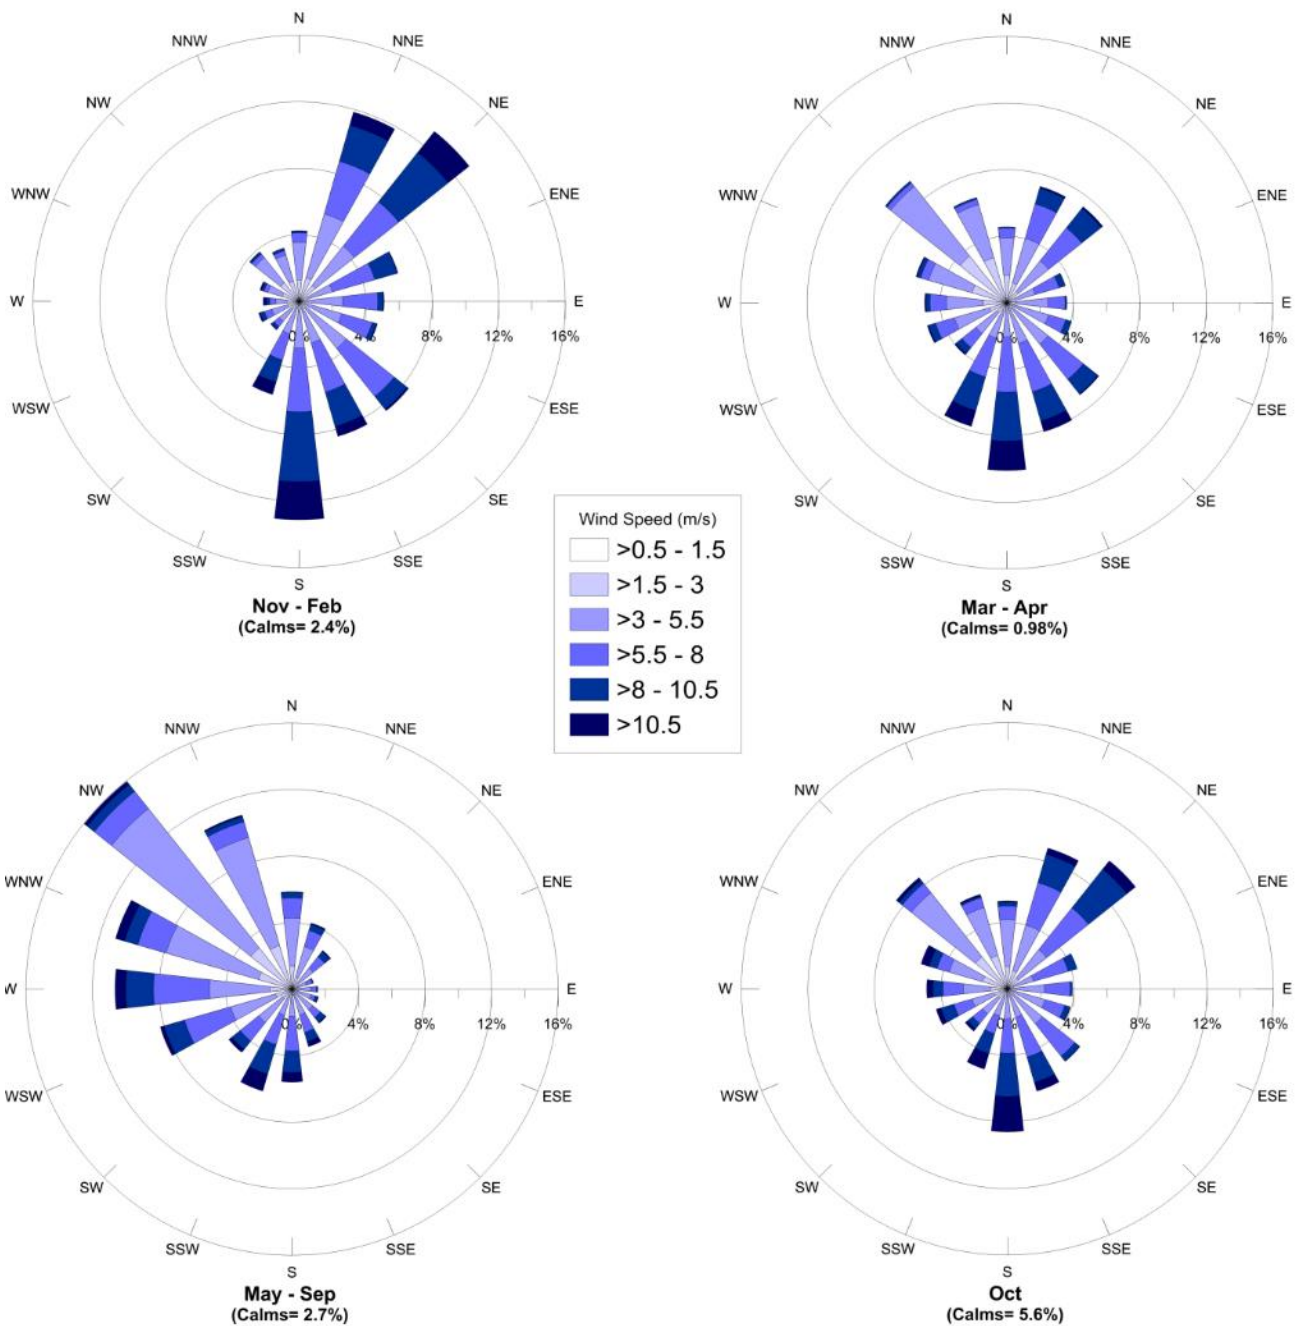 N
NNW
NNE
NW
NE
WNW
ENE
W
0%
4%
8%
12%
16%
E
WSW
ESE
SW
SE
SSW
SSE
S
Nov - Feb
(Calms= 2.4%)
N
NNW
NNE
NW
NE
WNW
ENE
W
0%
4%
8%
12%
16%
E
WSW
ESE
SW
SE
SSW
SSE
S
Mar - Apr
(Calms= 0.98%)
Wind Speed (m/s)
>0.5 - 1.5
>1.5 - 3
>3 - 5.5
>5.5 - 8
>8 - 10.5
>10.5
N
NNW
NNE
NW
NE
WNW
ENE
W
0%
4%
8%
12%
16%
E
WSW
ESE
SW
SE
SSW
SSE
S
May - Sep
(Calms= 2.7%)
N
NNW
NNE
NW
NE
WNW
ENE
W
0%
4%
8%
12%
16%
E
WSW
ESE
SW
SE
SSW
SSE
S
Oct
(Calms= 5.6%)